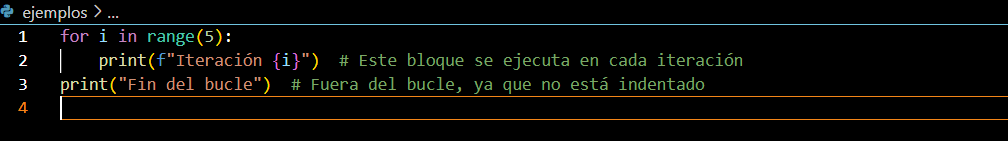 ejemplos > ...
1 for i in range(5):
2     print(f"Iteración {i}")  # Este bloque se ejecuta en cada iteración
3 print("Fin del bucle")  # Fuera del bucle, ya que no está indentado
4